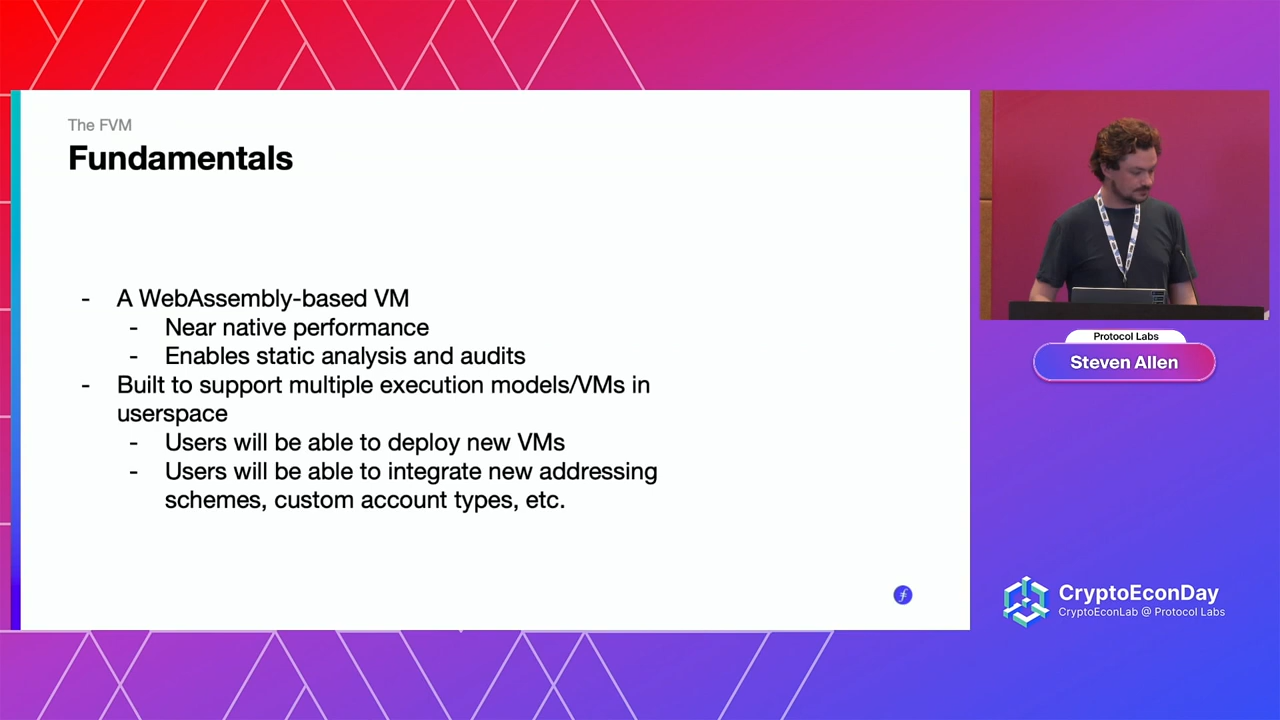 The FVM
Fundamentals
- A WebAssembly-based VM
- Near native performance
- Enables static analysis and audits
- Built to support multiple execution models/VMs in
userspace
- Users will be able to deploy new VMs
- Users will be able to integrate new addressing
schemes, custom account types, etc.
Protocol Labs
Steven Allen
CryptoEconDay
CryptoEconLab @ Protocol Labs